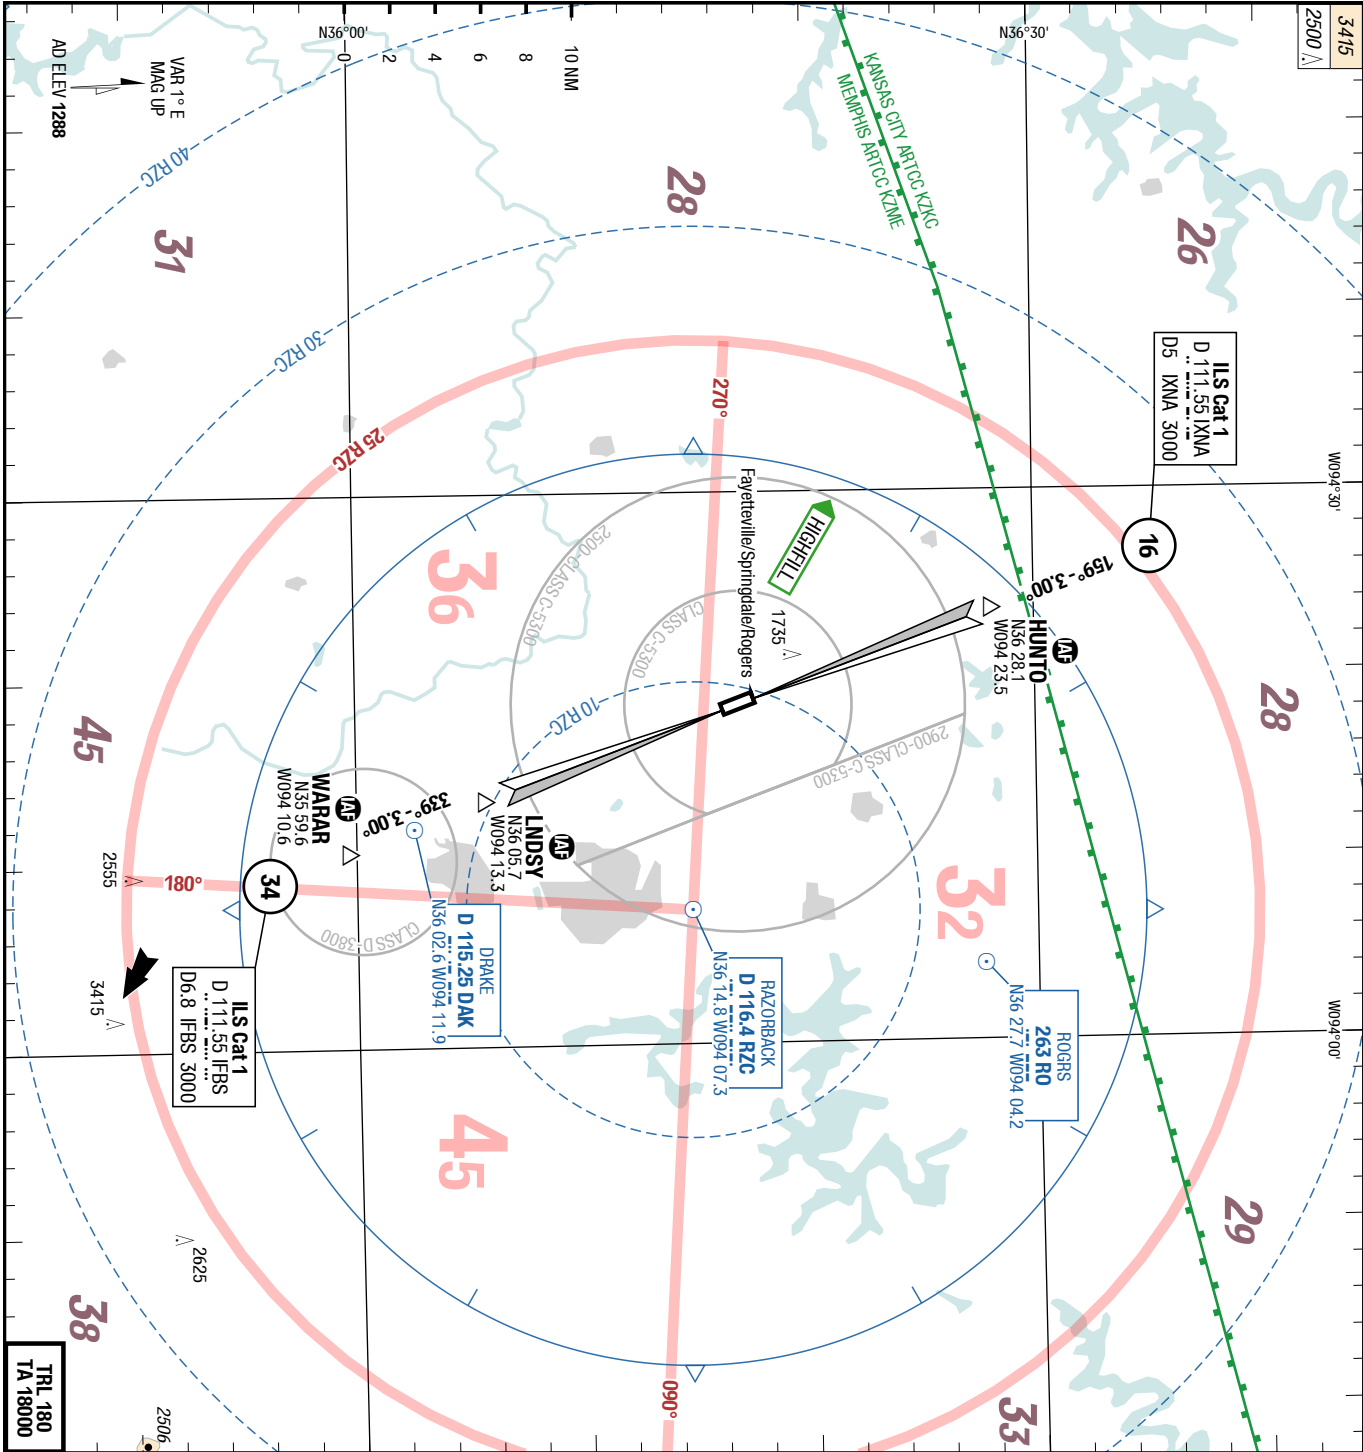 3415
2500
N36°00'
N36°30'
W094°30'
W094°00'
0
2
4
6
8
10 NM
VAR 1° E
MAG UP
AD ELEV 1288
KANSAS CITY ARTCC KZKC
MEMPHIS ARTCC KZME
40 RZC
30 RZC
25 RZC
10 RZC
31
28
26
28
29
33
38
45
36
32
45
270°
180°
090°
ILS Cat 1
D 111.55 IXNA
D5 IXNA 3000
16
159° - 3.00°
IAF
HUNTO
N36 28.1
W094 23.5
HIGHFILL
Fayetteville/Springdale/Rogers
1735
2500-CLASS C-5300
CLASS C-5300
2900-CLASS C-5300
IAF
LNDSY
N36 05.7
W094 13.3
339° - 3.00°
IAF
WARAR
N35 59.6
W094 10.6
34
CLASS D-3800
ILS Cat 1
D 111.55 IFBS
D6.8 IFBS 3000
DRAKE
D 115.25 DAK
N36 02.6 W094 11.9
RAZORBACK
D 116.4 RZC
N36 14.8 W094 07.3
ROGRS
263 RO
N36 27.7 W094 04.2
2555
3415
2625
2506
TRL 180
TA 18000